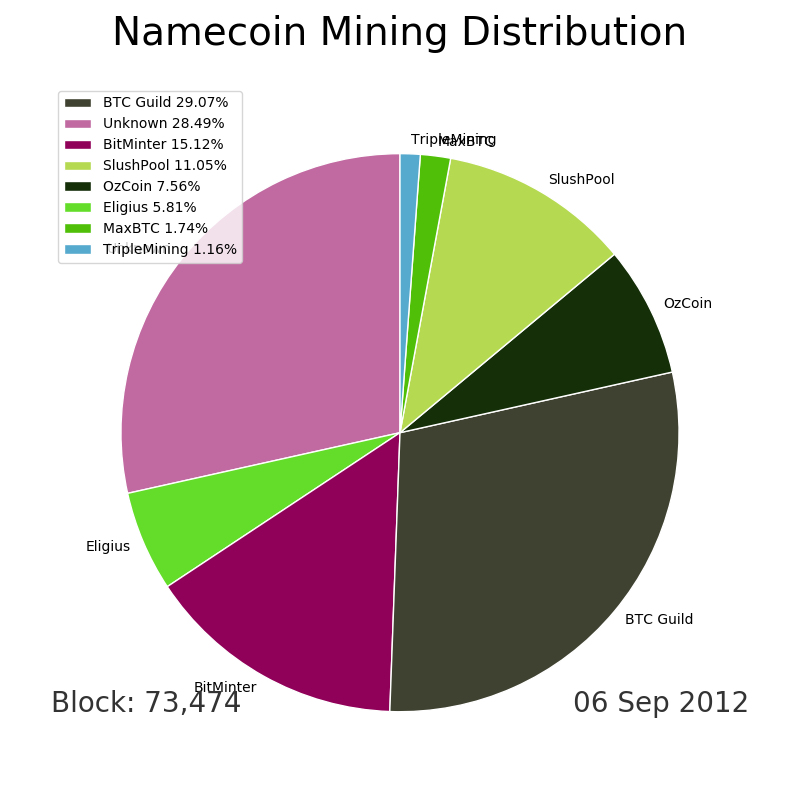 Namecoin Mining Distribution
BTC Guild 29.07%
Unknown 28.49%
BitMinter 15.12%
SlushPool 11.05%
OzCoin 7.56%
Eligius 5.81%
MaxBTC 1.74%
TripleMining 1.16%
TripleMining
MaxBTC
SlushPool
OzCoin
BTC Guild
BitMinter
Eligius
Block: 73,474
06 Sep 2012